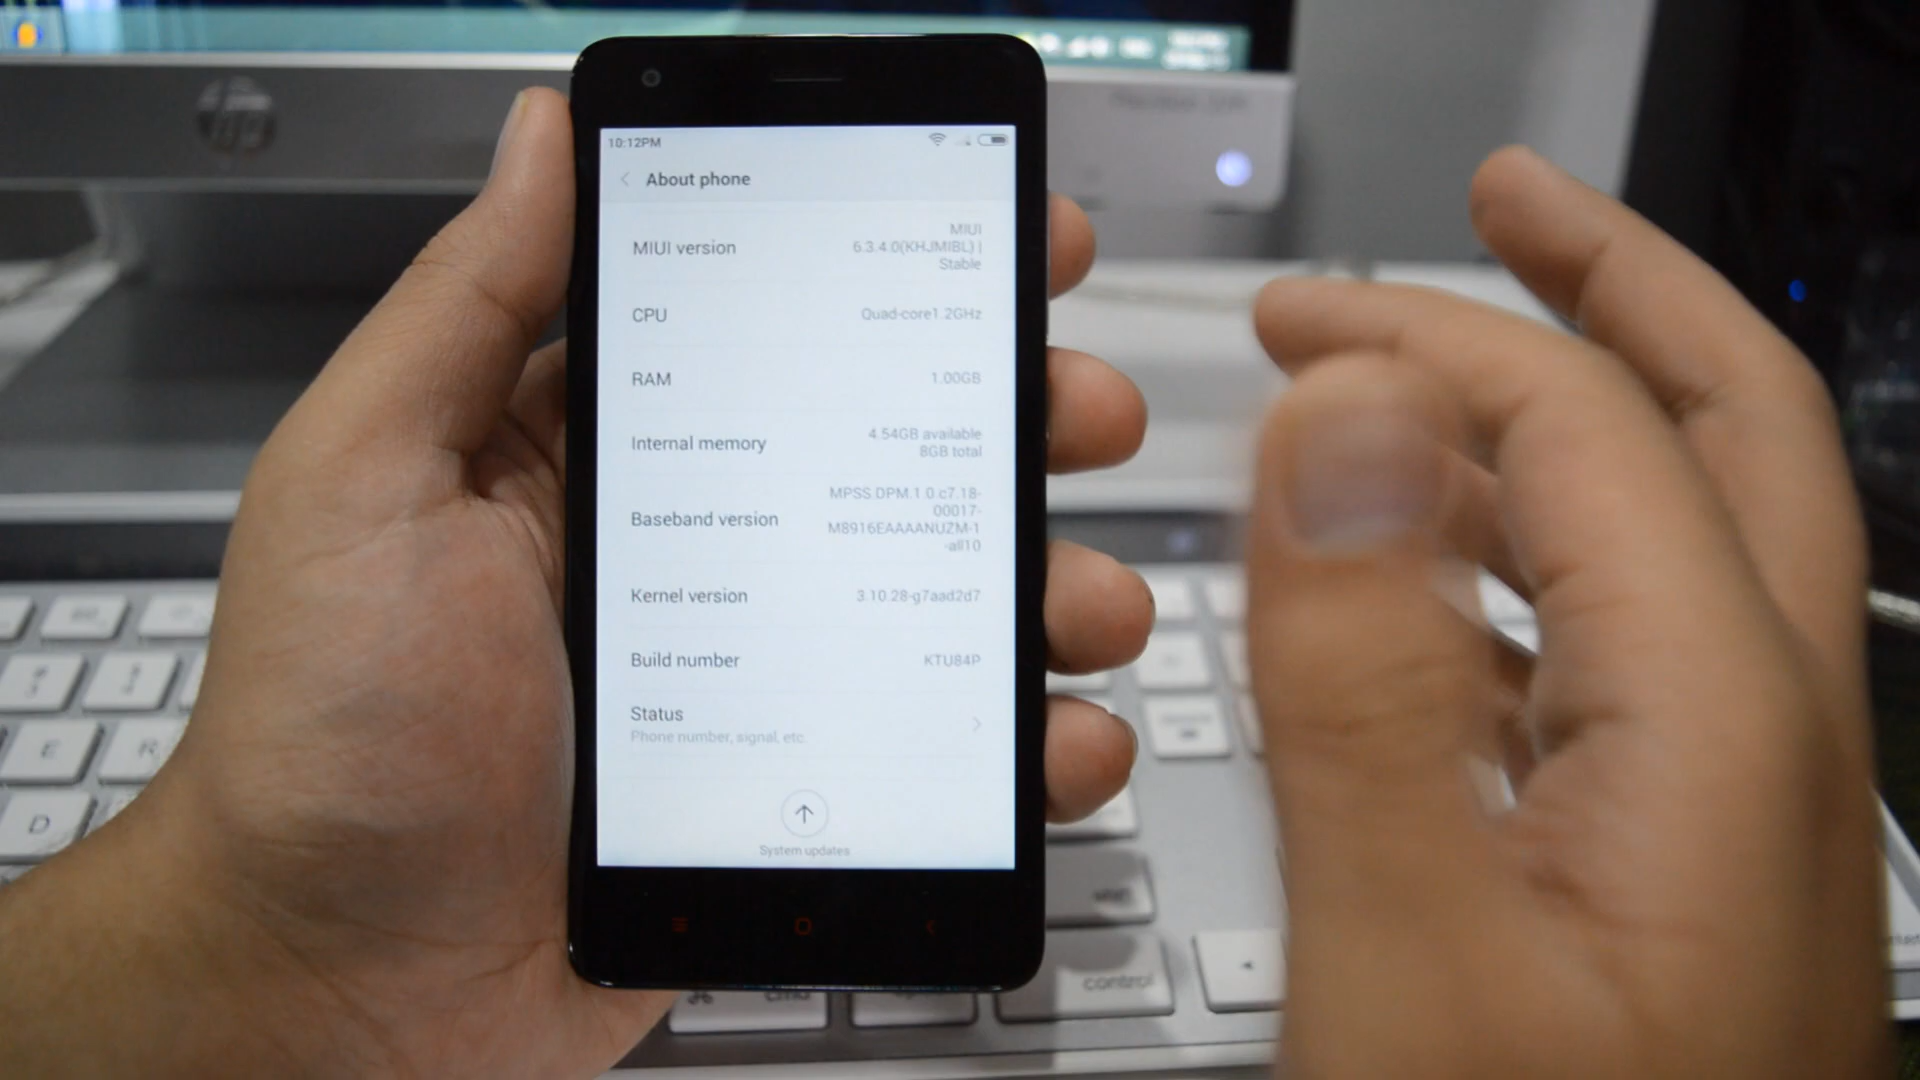 hp
10:12PM
About phone
MIUI version
MIUI
6.3.4.0(KHJMIBL) |
Stable
CPU
Quad-core1.2GHz
RAM
1.00GB
Internal memory
4.54GB available
8GB total
Baseband version
MPSS.DPM.1.0.c7.18-
00017-
M8916EAAAANUZM-1
-all10
Kernel version
3.10.28-g7aad2d7
Build number
KTU84P
Status
Phone number, signal, etc.
System updates
E
R
D
cmd
control